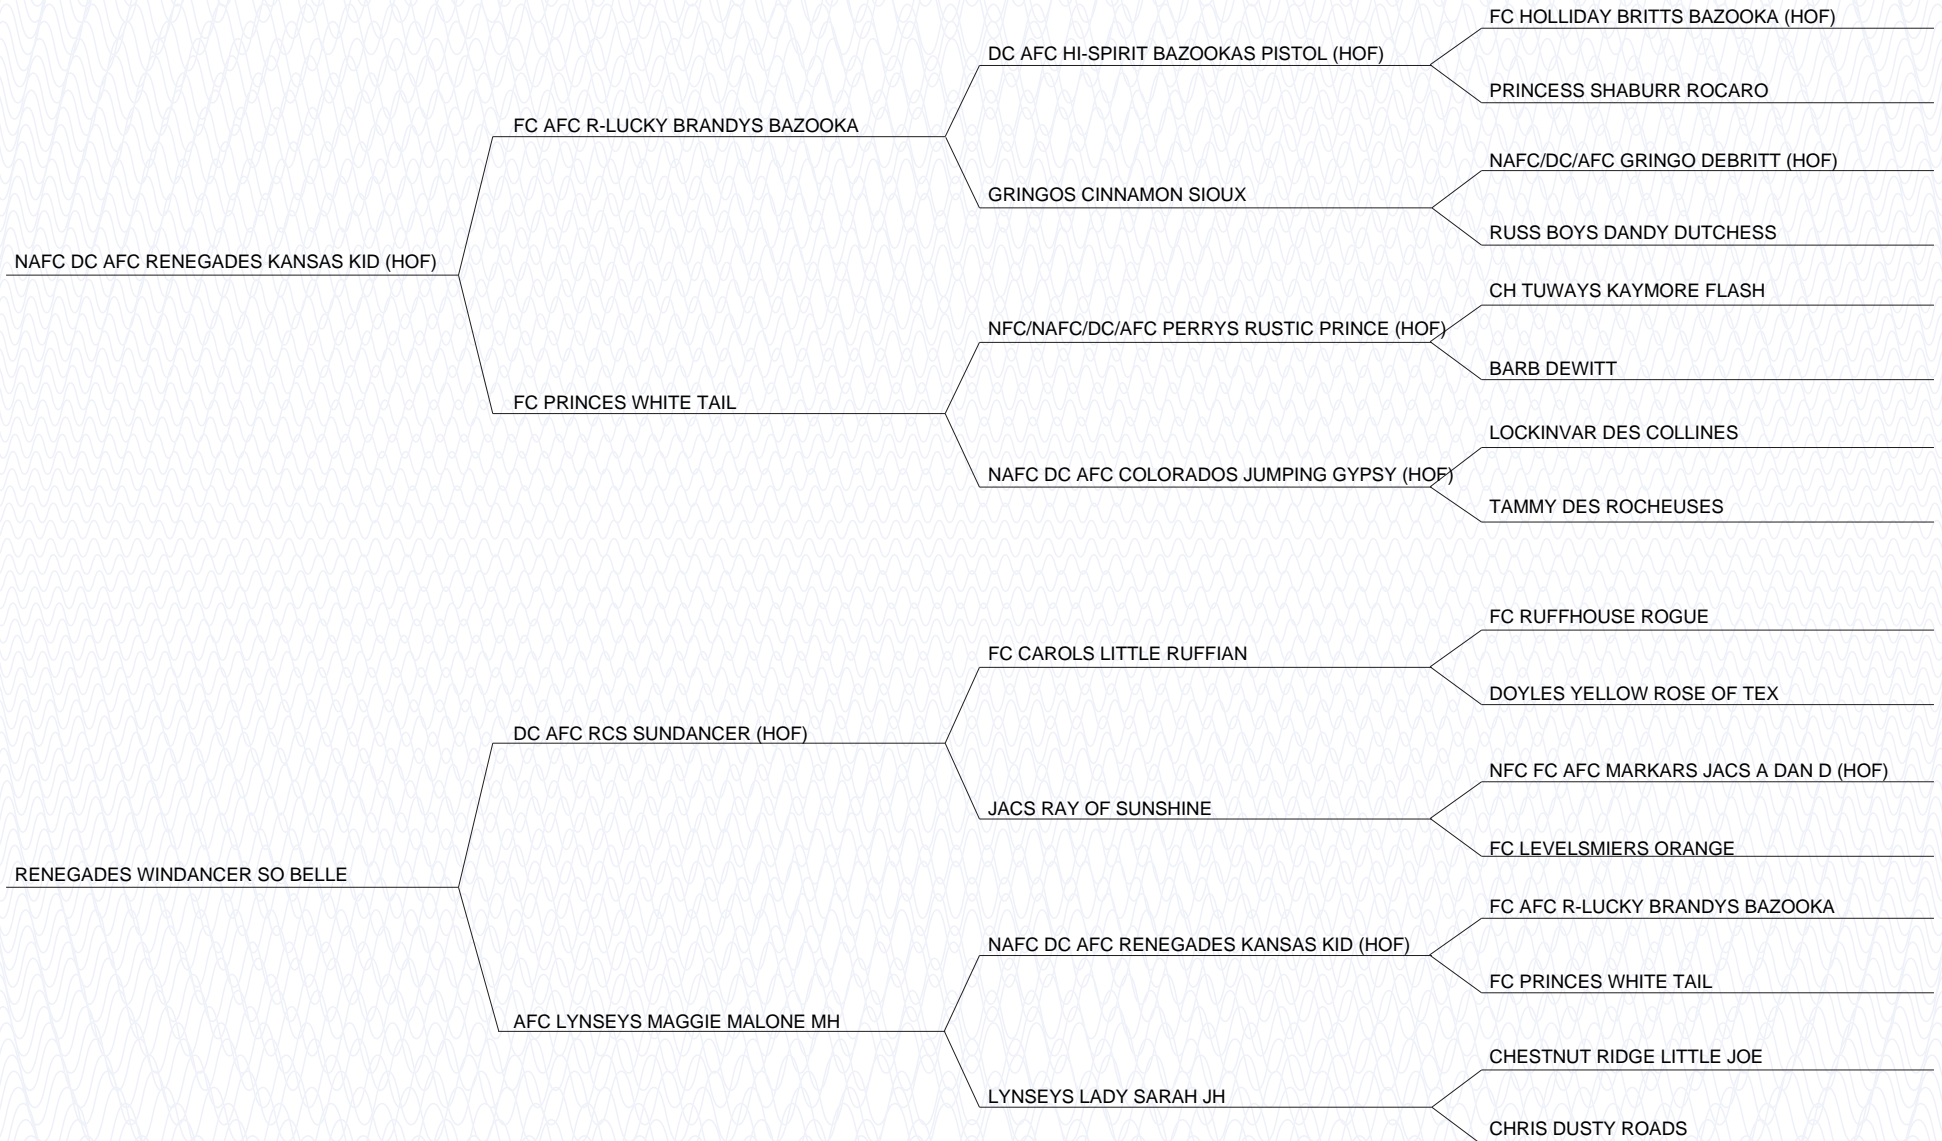 FC HOLLIDAY BRITTS BAZOOKA (HOF)
DC AFC HI-SPIRIT BAZOOKAS PISTOL (HOF)
PRINCESS SHABURR ROCARO
FC AFC R-LUCKY BRANDYS BAZOOKA
NAFC/DC/AFC GRINGO DEBRITT (HOF)
GRINGOS CINNAMON SIOUX
RUSS BOYS DANDY DUTCHESS
NAFC DC AFC RENEGADES KANSAS KID (HOF)
CH TUWAYS KAYMORE FLASH
NFC/NAFC/DC/AFC PERRYS RUSTIC PRINCE (HOF)
BARB DEWITT
FC PRINCES WHITE TAIL
LOCKINVAR DES COLLINES
NAFC DC AFC COLORADOS JUMPING GYPSY (HOF)
TAMMY DES ROCHEUSES
FC RUFFHOUSE ROGUE
FC CAROLS LITTLE RUFFIAN
DOYLES YELLOW ROSE OF TEX
DC AFC RCS SUNDANCER (HOF)
NFC FC AFC MARKARS JACS A DAN D (HOF)
JACS RAY OF SUNSHINE
FC LEVELSMIERS ORANGE
RENEGADES WINDANCER SO BELLE
FC AFC R-LUCKY BRANDYS BAZOOKA
NAFC DC AFC RENEGADES KANSAS KID (HOF)
FC PRINCES WHITE TAIL
AFC LYNSEYS MAGGIE MALONE MH
CHESTNUT RIDGE LITTLE JOE
LYNSEYS LADY SARAH JH
CHRIS DUSTY ROADS